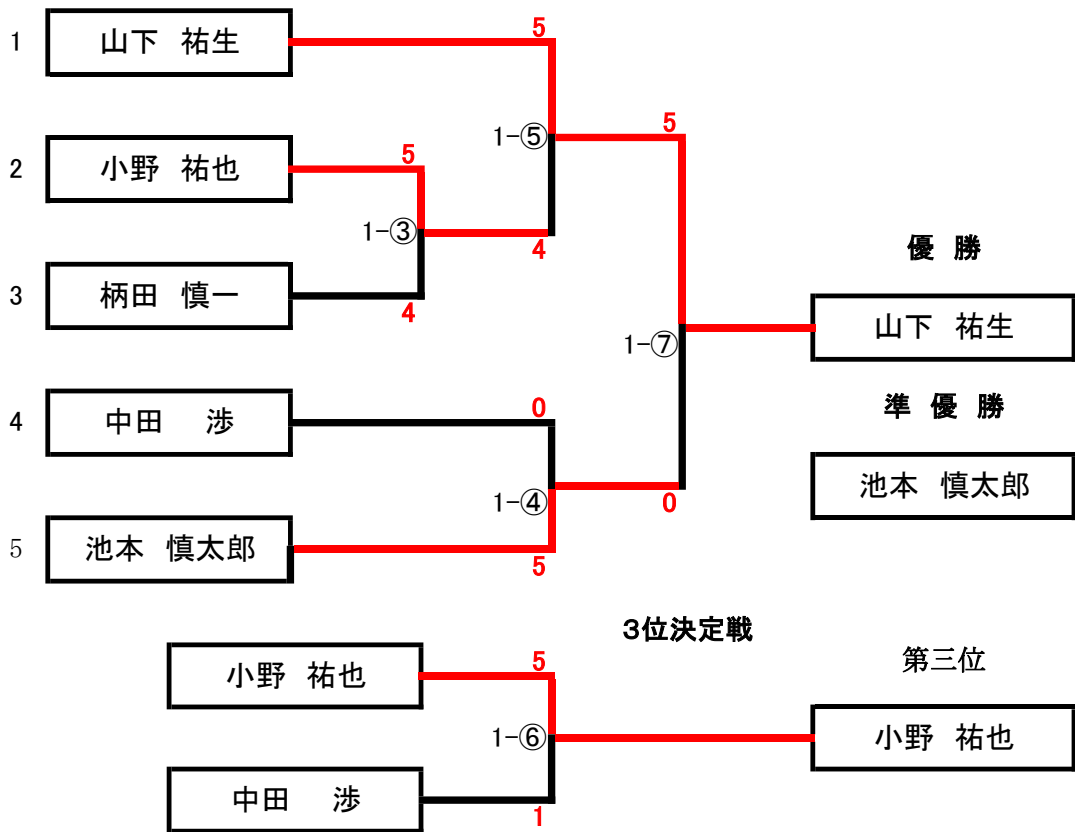 1 山下 祐生 5
1-⑤ 5
2 小野 祐也 5
1-③ 4
優 勝
3 柄田 慎一 4
山下 祐生
1-⑦
準 優 勝
4 中田 渉 0
池本 慎太郎
1-④ 0
5 池本 慎太郎 5
3位決定戦
小野 祐也 5 第三位
1-⑥ 小野 祐也
中田 渉 1